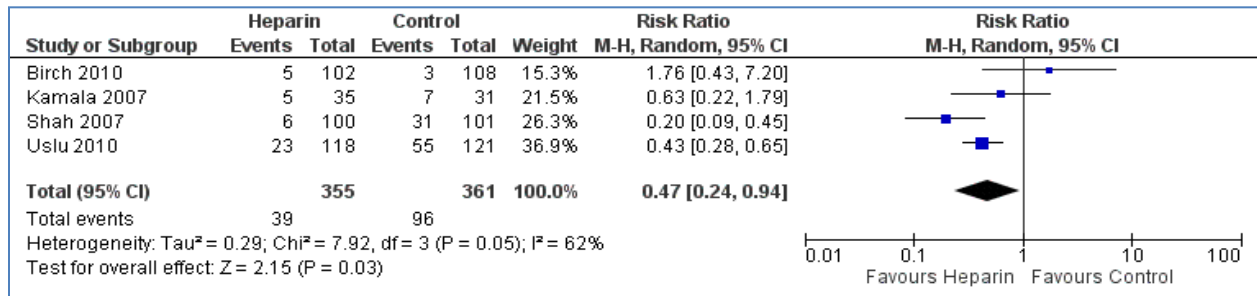 Heparin Control Risk Ratio Risk Ratio
Study or Subgroup Events Total Events Total Weight M-H, Random, 95% CI M-H, Random, 95% CI
Birch 2010 5 102 3 108 15.3% 1.76 [0.43, 7.20]
Kamala 2007 5 35 7 31 21.5% 0.63 [0.22, 1.79]
Shah 2007 6 100 31 101 26.3% 0.20 [0.09, 0.45]
Uslu 2010 23 118 55 121 36.9% 0.43 [0.28, 0.65]
Total (95% CI) 355 361 100.0% 0.47 [0.24, 0.94]
Total events 39 96
Heterogeneity: Tau² = 0.29; Chi² = 7.92, df = 3 (P = 0.05); I² = 62%
Test for overall effect: Z = 2.15 (P = 0.03)
0.01 0.1 1 10 100
Favours Heparin Favours Control